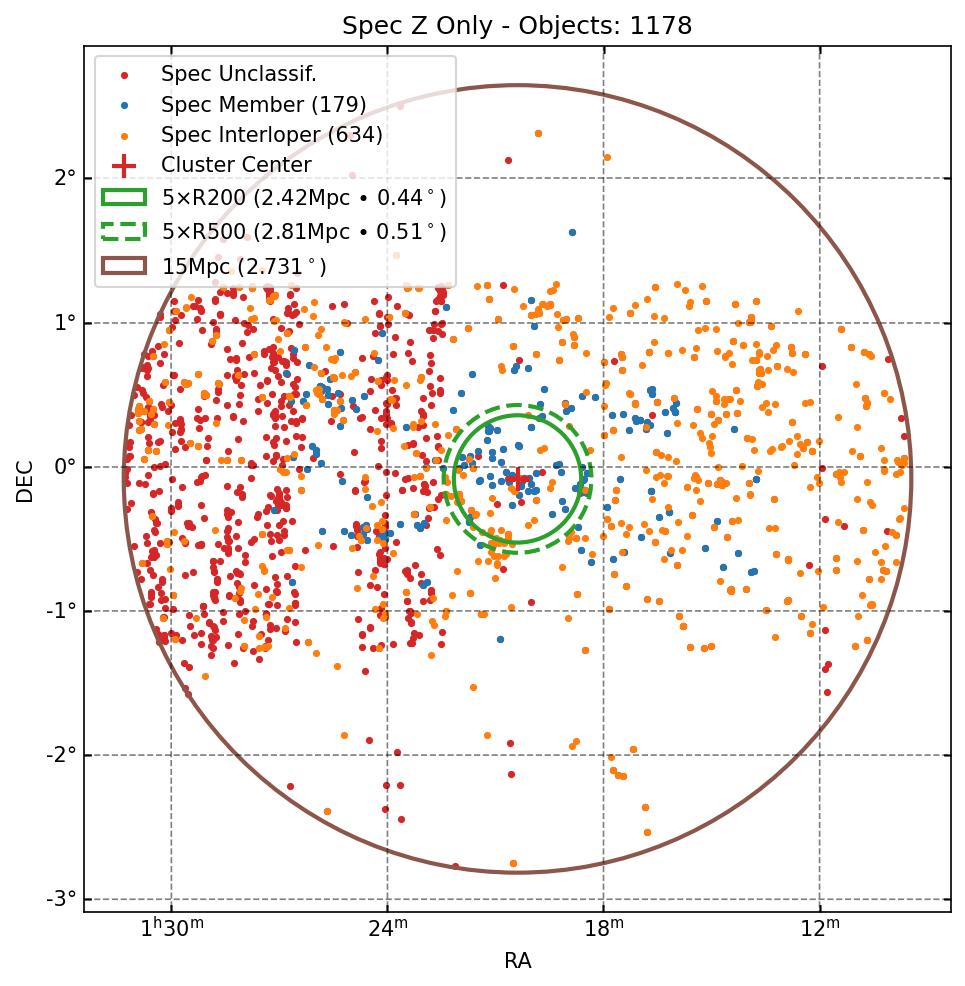 Spec Z Only - Objects: 1178
Spec Unclassif.
Spec Member (179)
Spec Interloper (634)
Cluster Center
5×R200 (2.42Mpc • 0.44°)
5×R500 (2.81Mpc • 0.51°)
15Mpc (2.731°)
2°
1°
0°
-1°
-2°
-3°
DEC
1ʰ30ᵐ 24ᵐ 18ᵐ 12ᵐ
RA